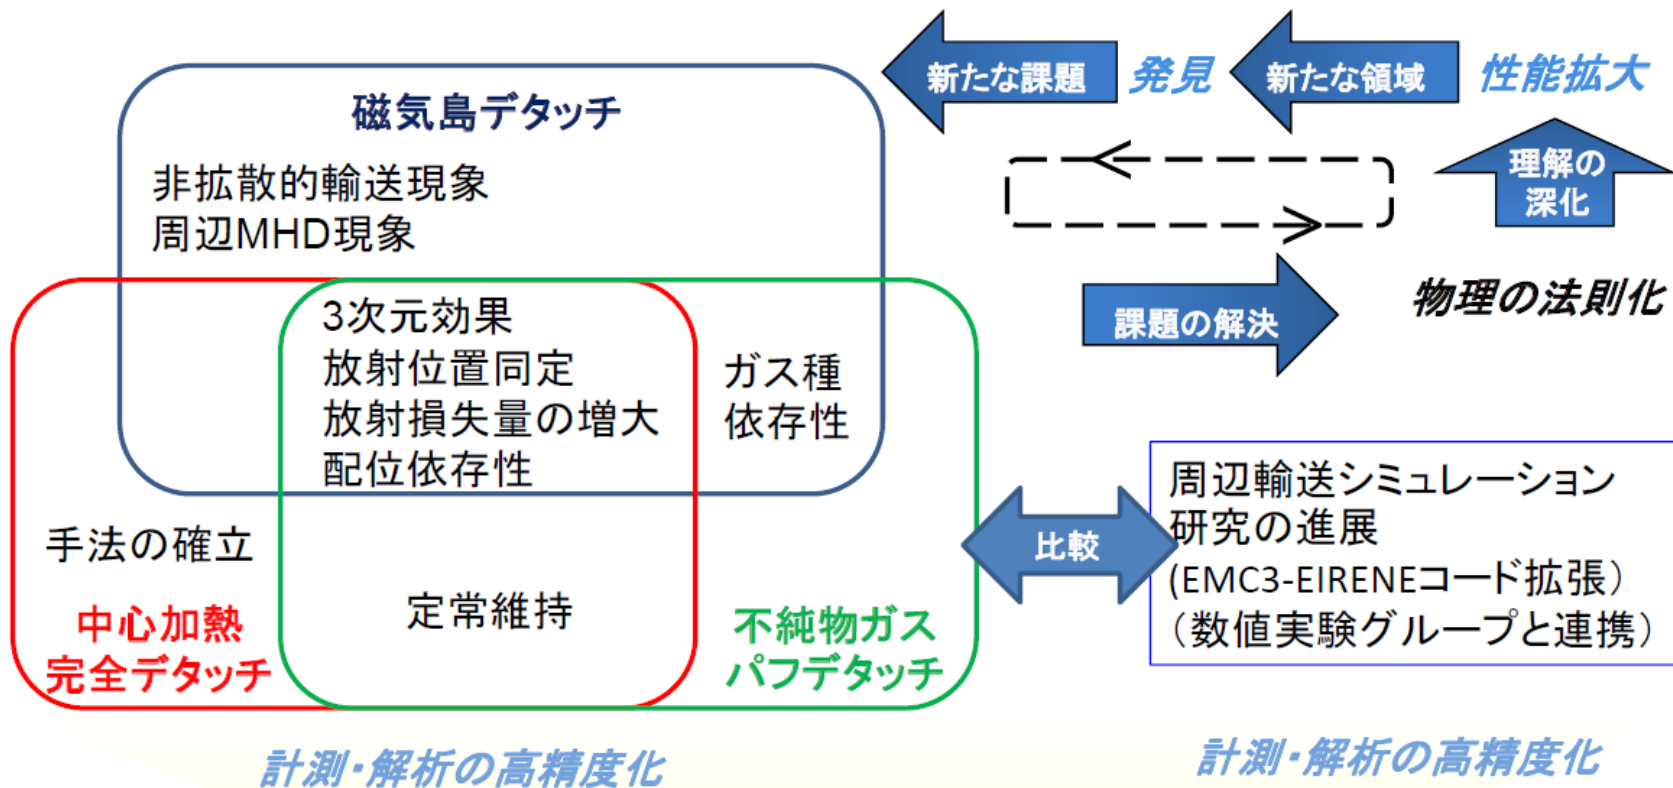 磁気島デタッチ
非拡散的輸送現象
周辺MHD現象
3次元効果
放射位置同定
放射損失量の増大
配位依存性
ガス種
依存性
手法の確立
中心加熱
完全デタッチ
定常維持
不純物ガス
パフデタッチ
新たな課題
発見
新たな領域
性能拡大
理解の
深化
物理の法則化
課題の解決
比較
周辺輸送シミュレーション
研究の進展
(EMC3-EIRENEコード拡張)
(数値実験グループと連携)
計測・解析の高精度化
計測・解析の高精度化